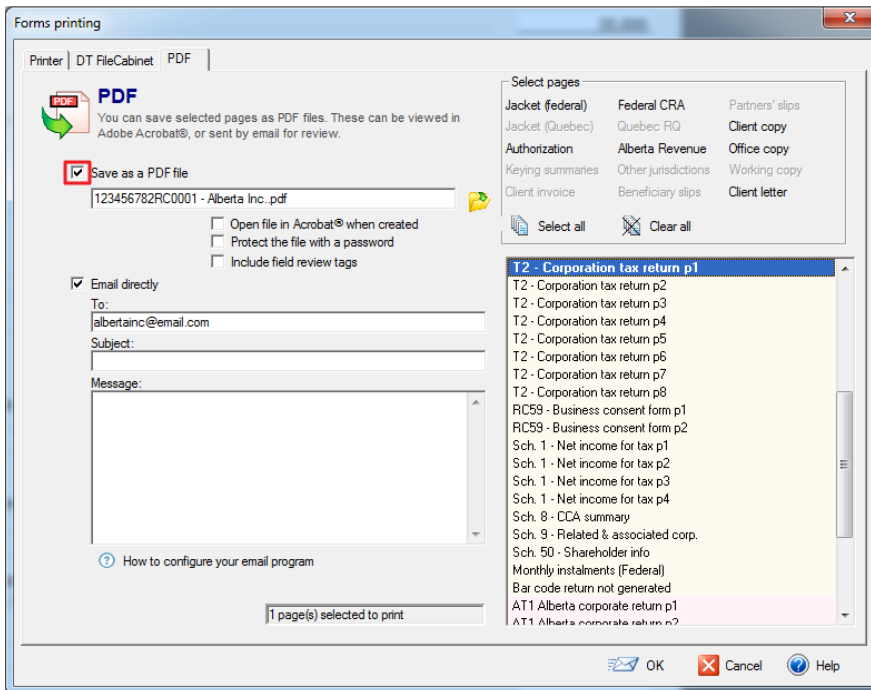 Forms printing
Printer
DT FileCabinet
PDF
PDF
PDF
You can save selected pages as PDF files. These can be viewed in
Adobe Acrobat®, or sent by email for review.
Save as a PDF file
123456782RC0001 - Alberta Inc..pdf
Open file in Acrobat® when created
Protect the file with a password
Include field review tags
Email directly
To:
albertainc@email.com
Subject:
Message:
How to configure your email program
1 page(s) selected to print
Select pages
Jacket (federal) Federal CRA Partners' slips
Jacket (Quebec) Quebec RQ Client copy
Authorization Alberta Revenue Office copy
Keying summaries Other jurisdictions Working copy
Client invoice Beneficiary slips Client letter
Select all Clear all
T2 - Corporation tax return p1
T2 - Corporation tax return p2
T2 - Corporation tax return p3
T2 - Corporation tax return p4
T2 - Corporation tax return p5
T2 - Corporation tax return p6
T2 - Corporation tax return p7
T2 - Corporation tax return p8
RC59 - Business consent form p1
RC59 - Business consent form p2
Sch. 1 - Net income for tax p1
Sch. 1 - Net income for tax p2
Sch. 1 - Net income for tax p3
Sch. 1 - Net income for tax p4
Sch. 8 - CCA summary
Sch. 9 - Related & associated corp.
Sch. 50 - Shareholder info
Monthly instalments (Federal)
Bar code return not generated
AT1 Alberta corporate return p1
AT1 Alberta corporate return p2
OK Cancel Help